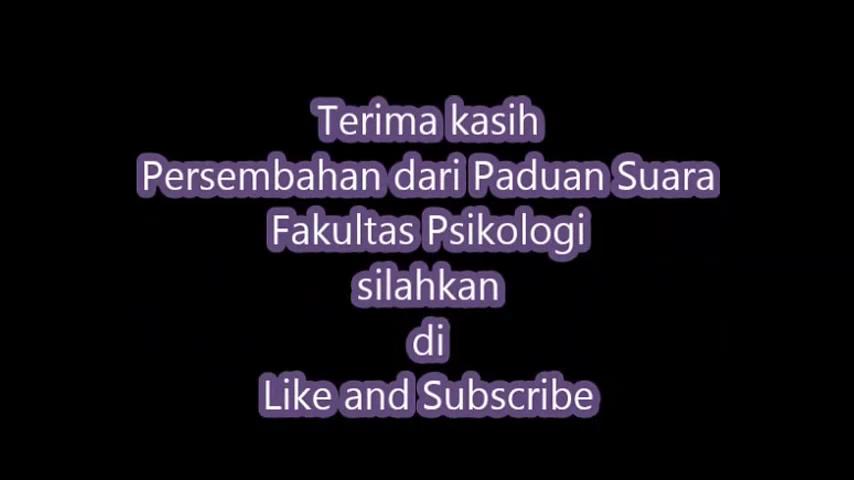 Terima kasih
Persembahan dari Paduan Suara
Fakultas Psikologi
silahkan
di
Like and Subscribe